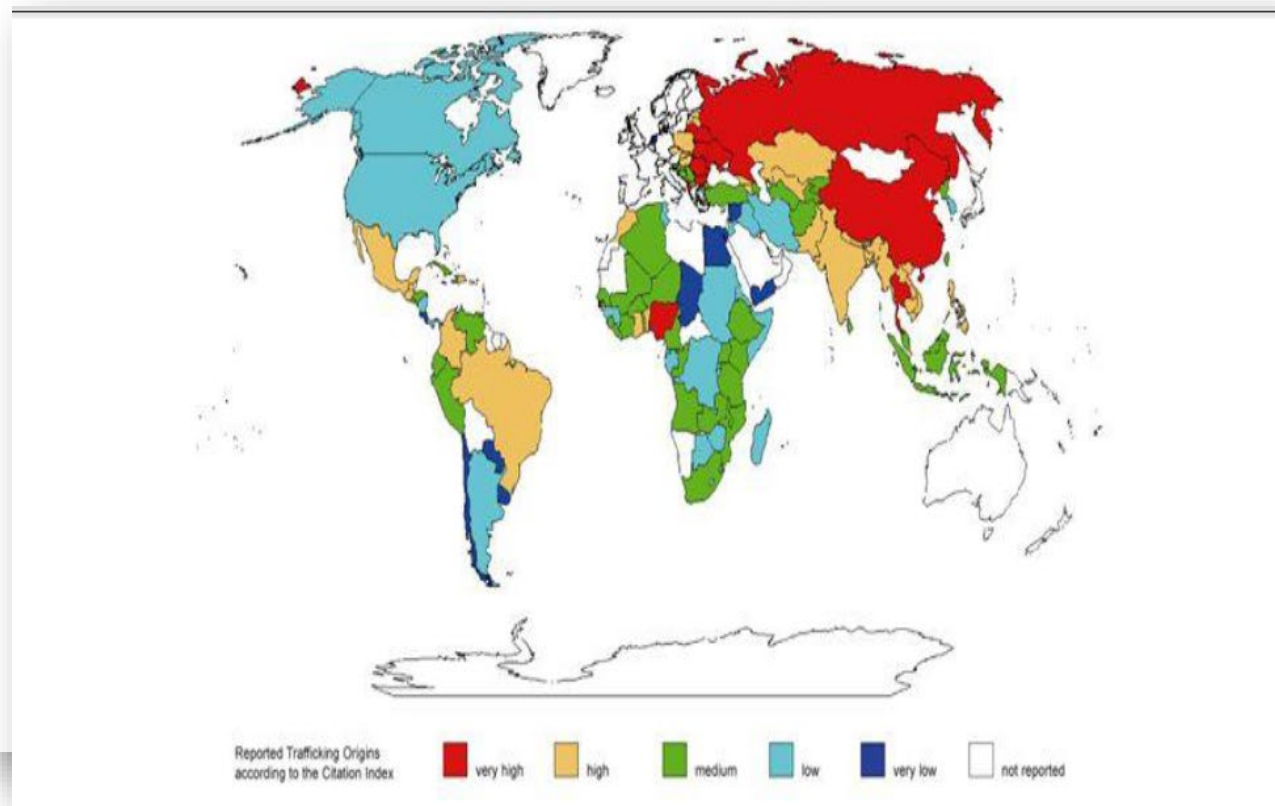 Reported Trafficking Origins
according to the Citation Index
very high
high
medium
low
very low
not reported